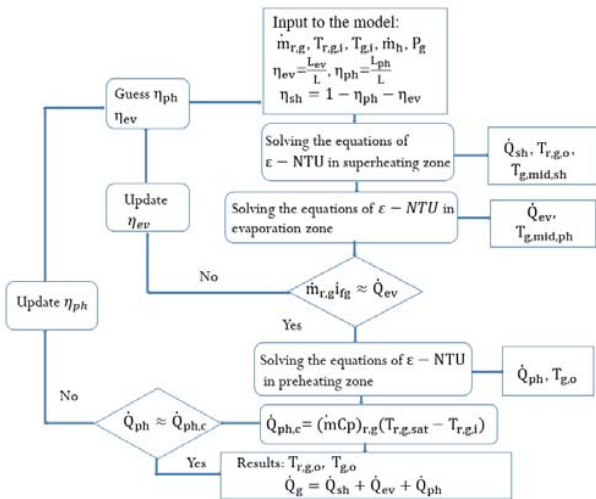 Input to the model:
ṁr,g, Tr,g,i, Tg,i, ṁh, Pg
ηev=Lev/L, ηph=Lph/L
ηsh = 1 − ηph − ηev
Guess ηph
ηev
Solving the equations of
ε − NTU in superheating zone
Q̇sh, Tr,g,o,
Tg,mid,sh
Update
ηev
Solving the equations of ε − NTU in
evaporation zone
Q̇ev,
Tg,mid,ph
No
ṁr,gifg ≈ Q̇ev
Update ηph
Yes
Solving the equations of ε − NTU
in preheating zone
Q̇ph, Tg,o
No
Q̇ph ≈ Q̇ph,c
Q̇ph,c= (ṁCp)r,g(Tr,g,sat − Tr,g,i)
Yes
Results: Tr,g,o, Tg,o
Q̇g = Q̇sh + Q̇ev + Q̇ph